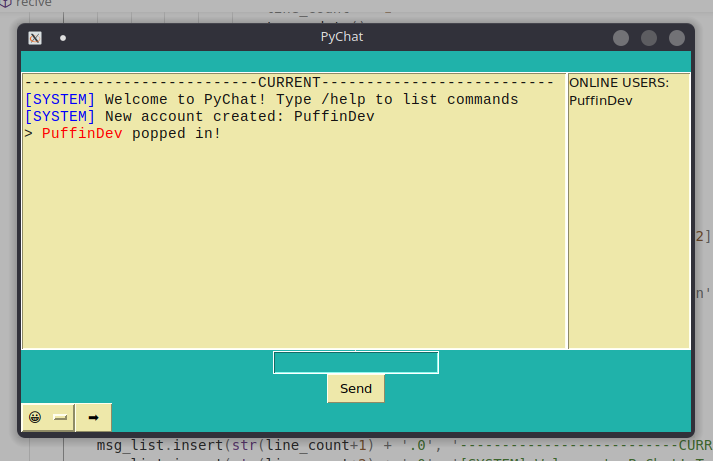 recive
PyChat
---------------------------CURRENT---------------------------
[SYSTEM] Welcome to PyChat! Type /help to list commands
[SYSTEM] New account created: PuffinDev
> PuffinDev popped in!
ONLINE USERS:
PuffinDev
2]
n'
Send
😀 ➡
msg_list.insert(str(line_count+1) + '.0', '--------------------------CURR